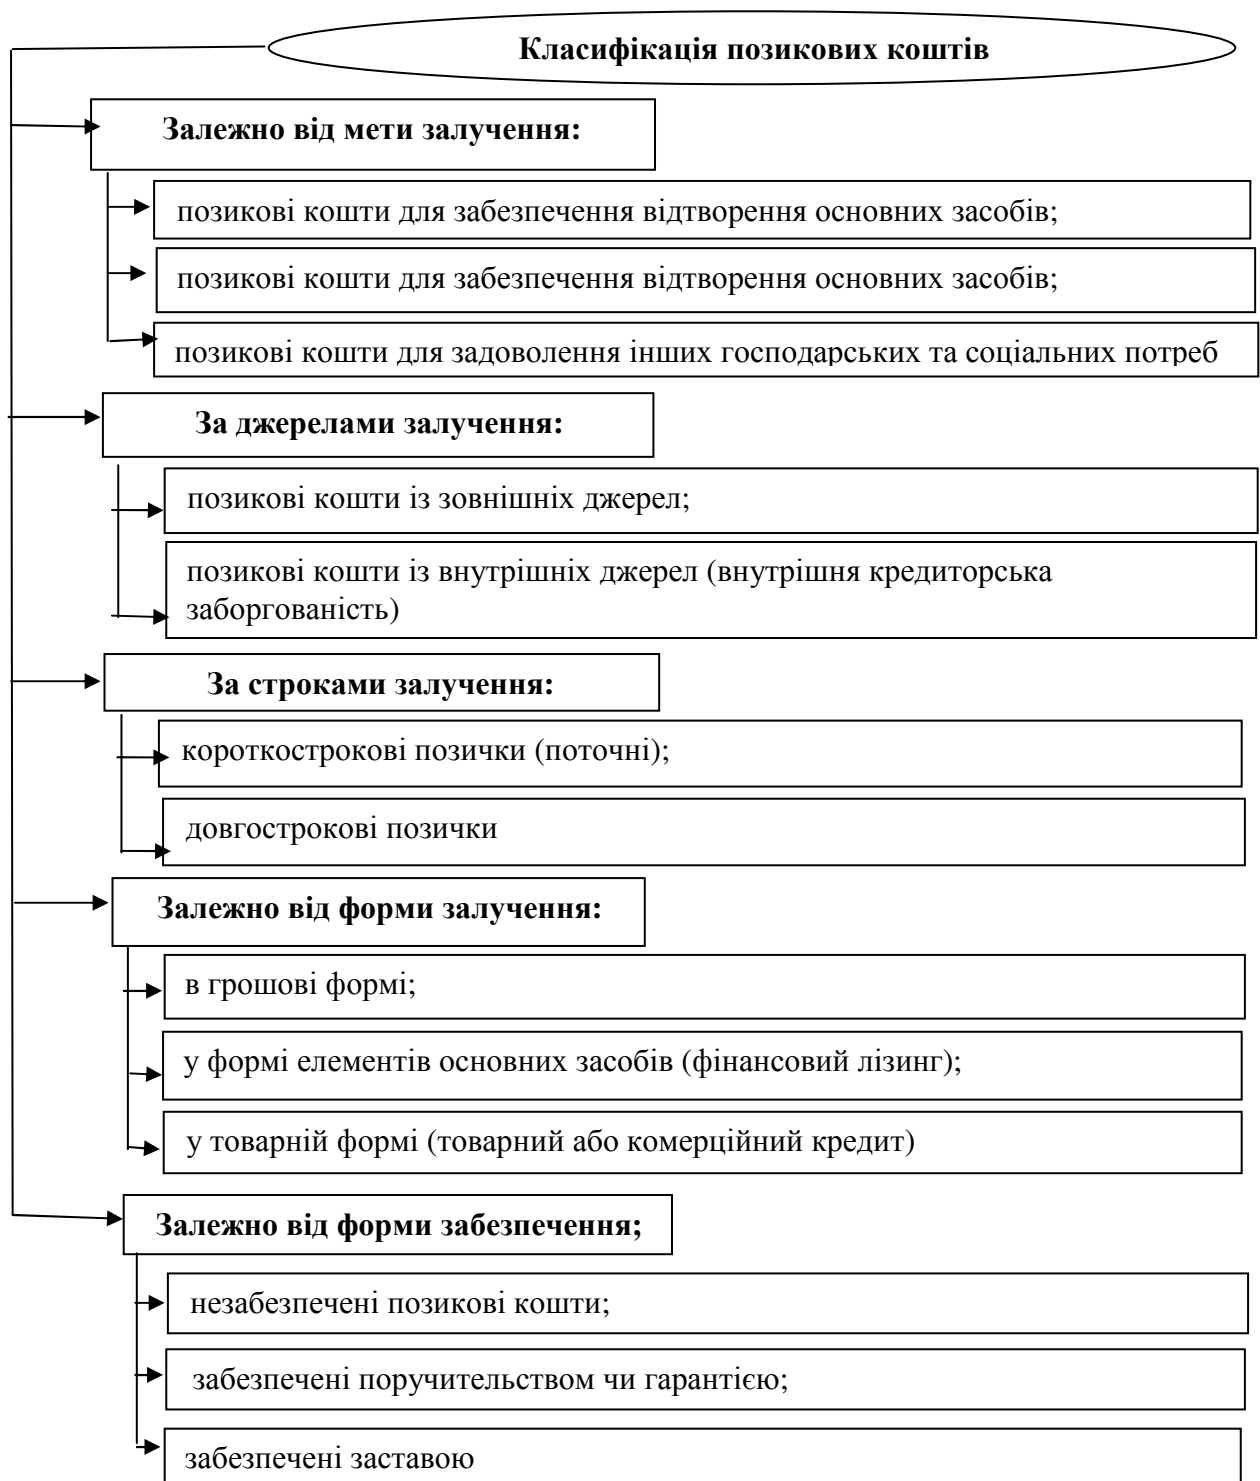 Класифікація позикових коштів
Залежно від мети залучення:
позикові кошти для забезпечення відтворення основних засобів;
позикові кошти для забезпечення відтворення основних засобів;
позикові кошти для задоволення інших господарських та соціальних потреб
За джерелами залучення:
позикові кошти із зовнішніх джерел;
позикові кошти із внутрішніх джерел (внутрішня кредиторська
заборгованість)
За строками залучення:
короткострокові позички (поточні);
довгострокові позички
Залежно від форми залучення:
в грошові формі;
у формі елементів основних засобів (фінансовий лізинг);
у товарній формі (товарний або комерційний кредит)
Залежно від форми забезпечення;
незабезпечені позикові кошти;
забезпечені поручительством чи гарантією;
забезпечені заставою